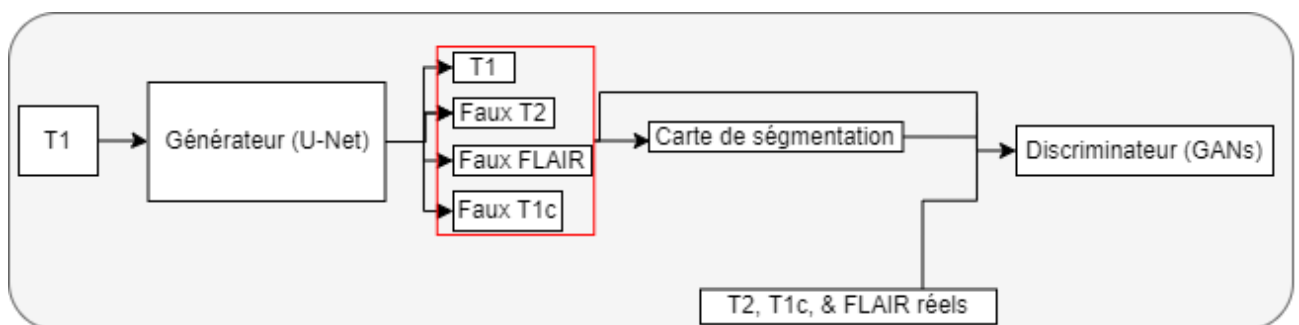 T1
Générateur (U-Net)
T1
Faux T2
Faux FLAIR
Faux T1c
Carte de ségmentation
Discriminateur (GANs)
T2, T1c, & FLAIR réels